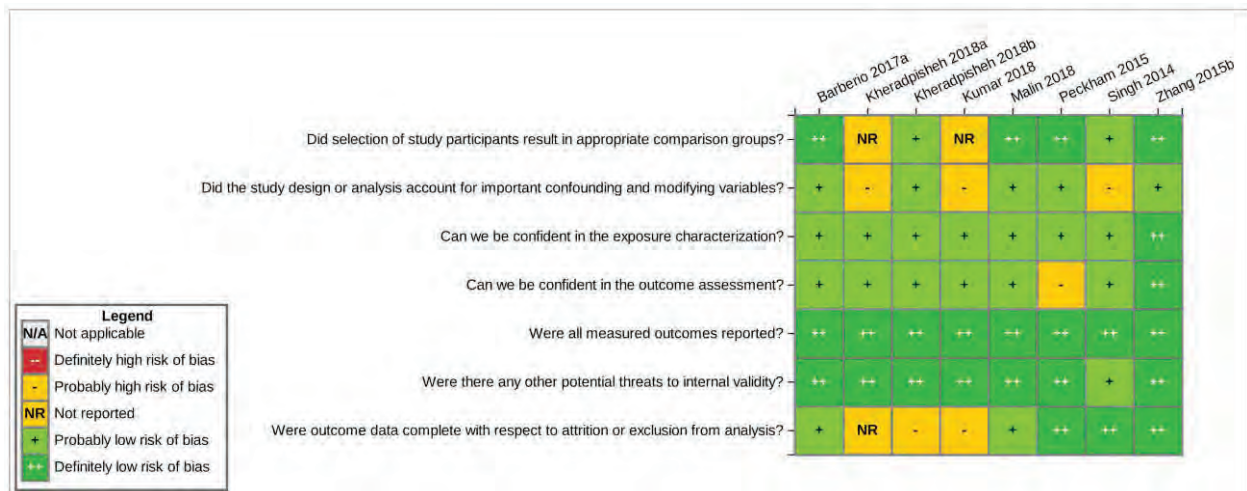 Barberio 2017a
Kheradpisheh 2018a
Kheradpisheh 2018b
Kumar 2018
Malin 2018
Peckham 2015
Singh 2014
Zhang 2015b
Did selection of study participants result in appropriate comparison groups? ++ NR + NR ++ ++ + ++
Did the study design or analysis account for important confounding and modifying variables? + - + - + + - +
Can we be confident in the exposure characterization? + + + + + + + ++
Can we be confident in the outcome assessment? + + + + + - + ++
Were all measured outcomes reported? ++ ++ ++ ++ ++ ++ ++ ++
Were there any other potential threats to internal validity? ++ ++ ++ ++ ++ ++ + ++
Were outcome data complete with respect to attrition or exclusion from analysis? + NR - - + ++ ++ ++
Legend
N/A Not applicable
-- Definitely high risk of bias
- Probably high risk of bias
NR Not reported
+ Probably low risk of bias
++ Definitely low risk of bias